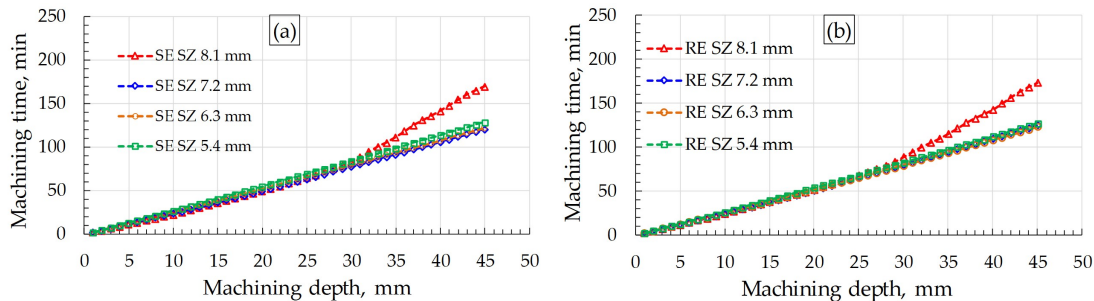 (a)
250
200
150
100
50
0
Machining time, min
SE SZ 8.1 mm
SE SZ 7.2 mm
SE SZ 6.3 mm
SE SZ 5.4 mm
0 5 10 15 20 25 30 35 40 45 50
Machining depth, mm
(b)
250
200
150
100
50
0
Machining time, min
RE SZ 8.1 mm
RE SZ 7.2 mm
RE SZ 6.3 mm
RE SZ 5.4 mm
0 5 10 15 20 25 30 35 40 45 50
Machining depth, mm